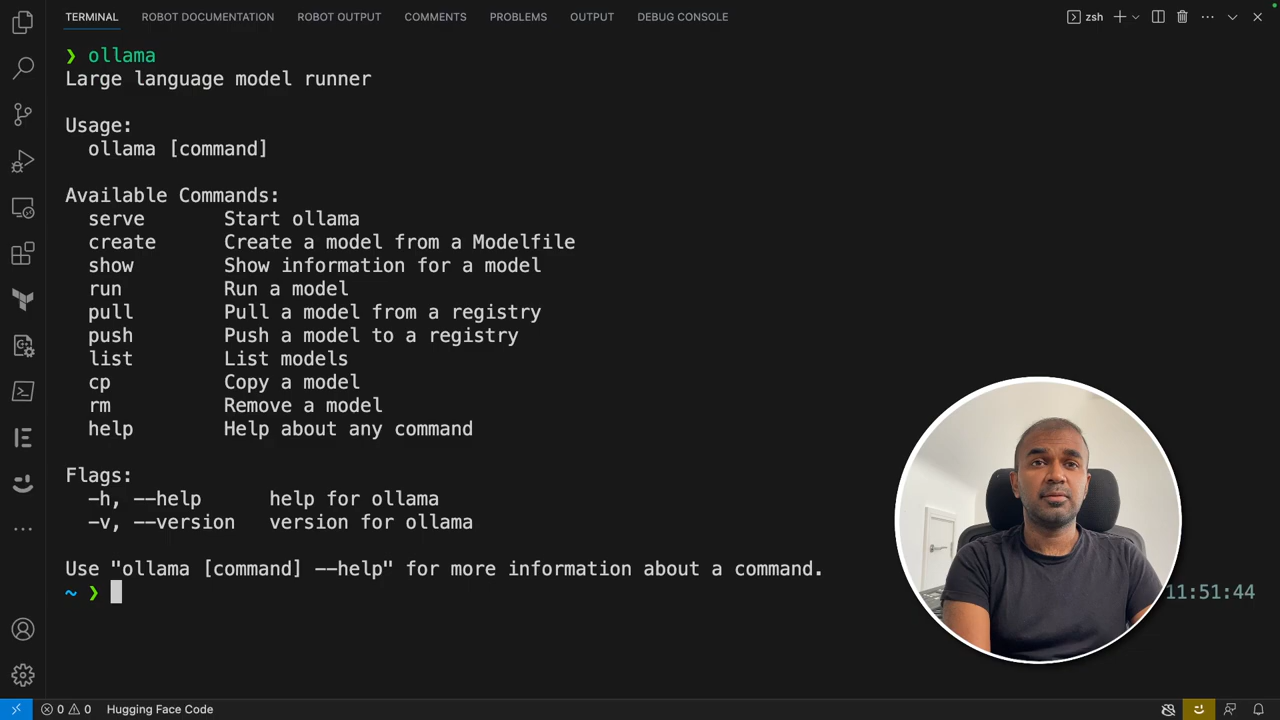 TERMINAL ROBOT DOCUMENTATION ROBOT OUTPUT COMMENTS PROBLEMS OUTPUT DEBUG CONSOLE zsh
❯ ollama
Large language model runner
Usage:
ollama [command]
Available Commands:
serve Start ollama
create Create a model from a Modelfile
show Show information for a model
run Run a model
pull Pull a model from a registry
push Push a model to a registry
list List models
cp Copy a model
rm Remove a model
help Help about any command
Flags:
-h, --help help for ollama
-v, --version version for ollama
Use "ollama [command] --help" for more information about a command.
~ ❯ 11:51:44
0 0 Hugging Face Code